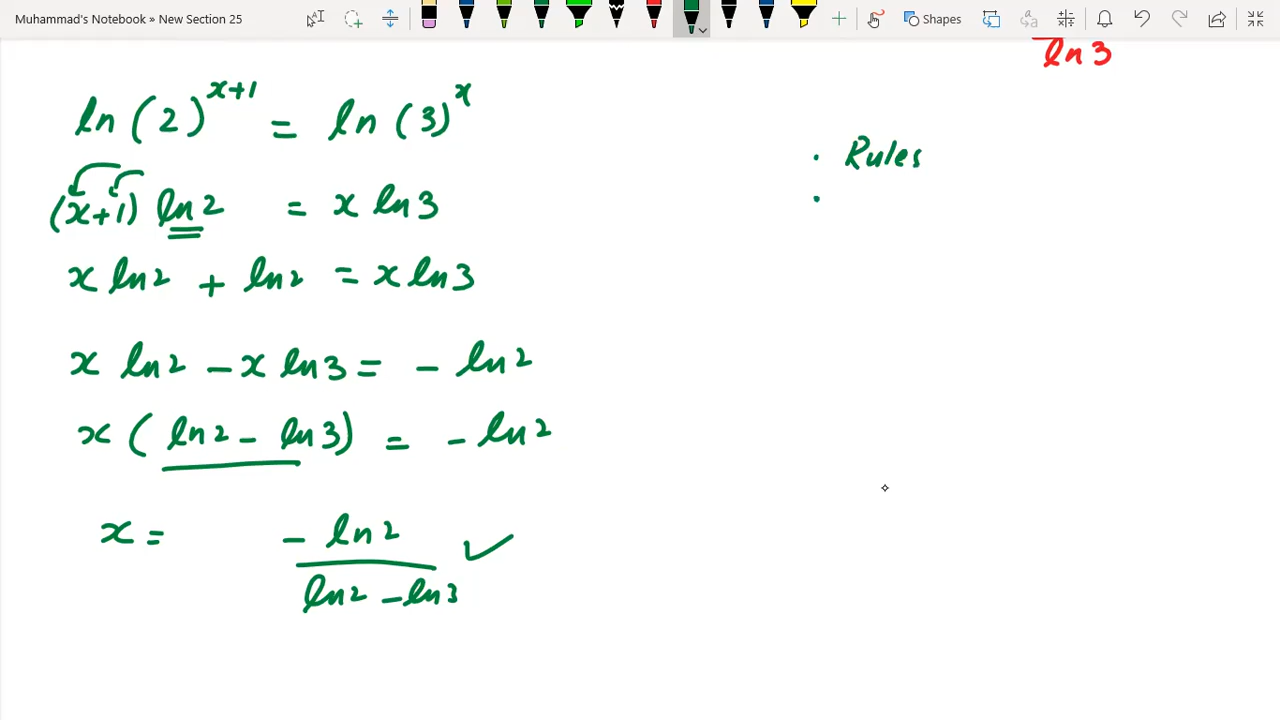 Muhammad's Notebook » New Section 25
Shapes
ln 3
ln (2)^{x+1} = ln (3)^x
(x+1) ln 2 = x ln 3
x ln 2 + ln 2 = x ln 3
x ln 2 - x ln 3 = - ln 2
x ( ln 2 - ln 3) = - ln 2
x = - ln 2 ✓
ln 2 - ln 3
• Rules
•